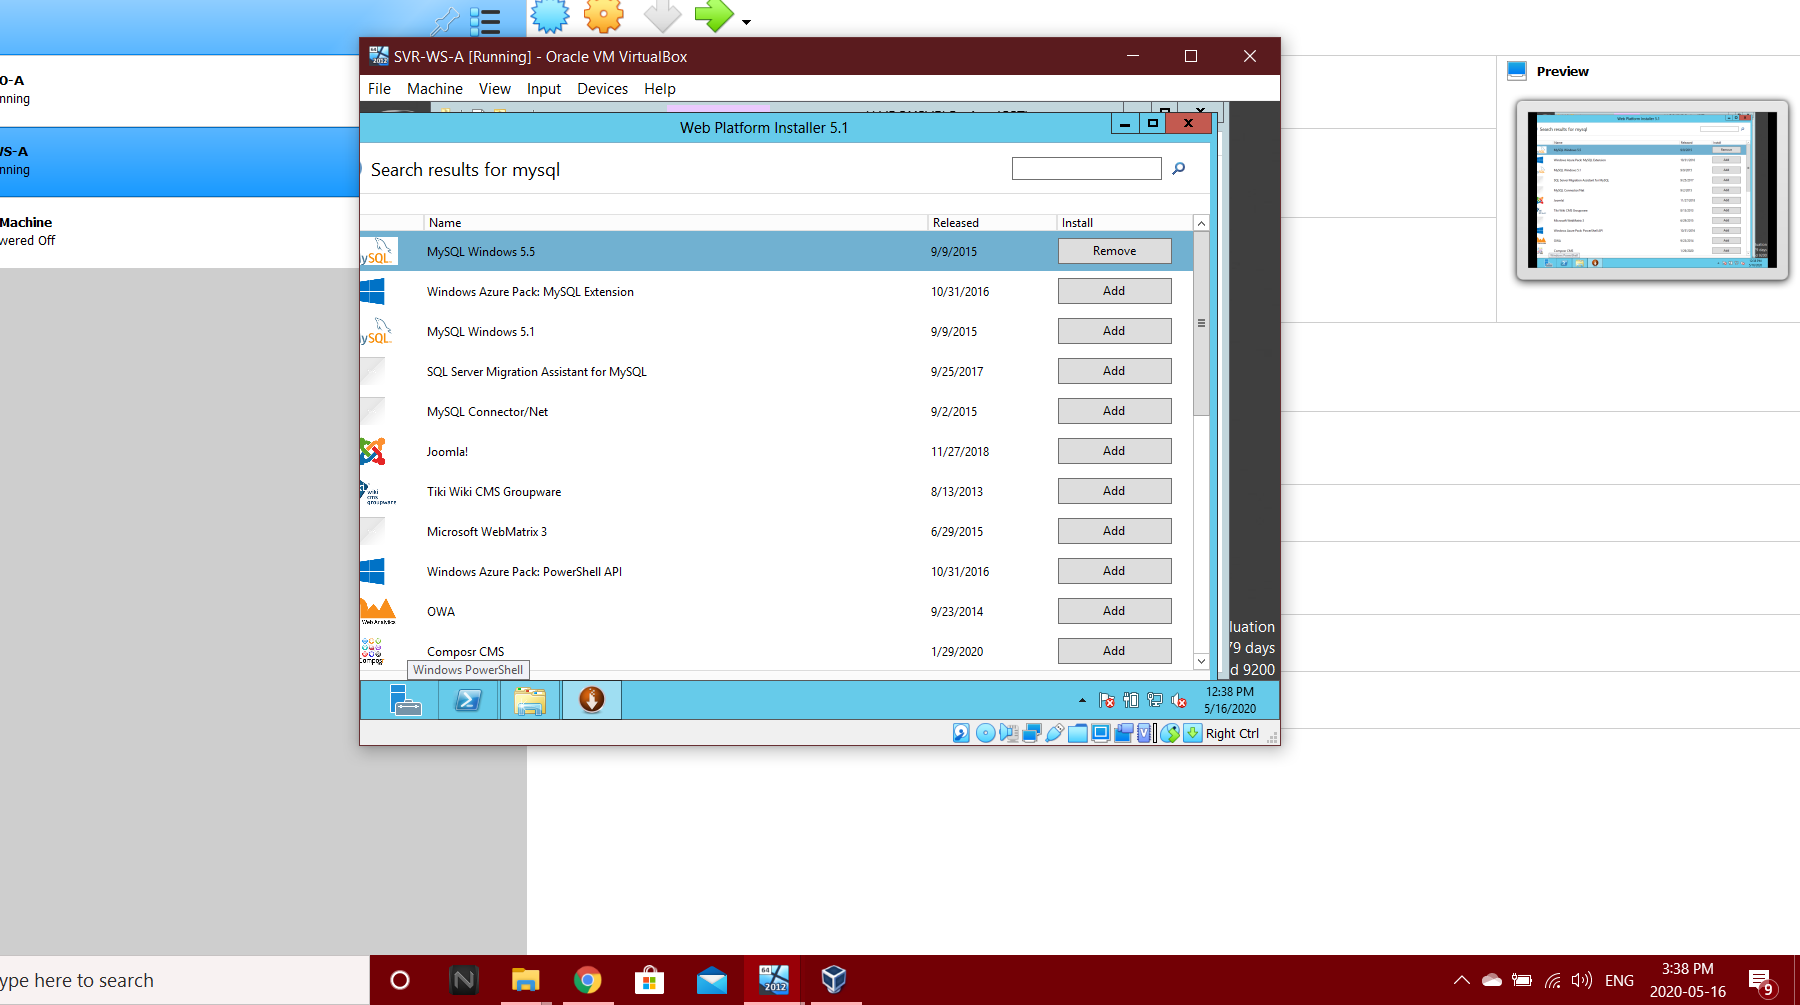 0-A
nning
WS-A
nning
Machine
wered Off
SVR-WS-A [Running] - Oracle VM VirtualBox
File Machine View Input Devices Help
Web Platform Installer 5.1
Search results for mysql
Name Released Install
MySQL Windows 5.5 9/9/2015 Remove
Windows Azure Pack: MySQL Extension 10/31/2016 Add
MySQL Windows 5.1 9/9/2015 Add
SQL Server Migration Assistant for MySQL 9/25/2017 Add
MySQL Connector/Net 9/2/2015 Add
Joomla! 11/27/2018 Add
Tiki Wiki CMS Groupware 8/13/2013 Add
Microsoft WebMatrix 3 6/29/2015 Add
Windows Azure Pack: PowerShell API 10/31/2016 Add
OWA 9/23/2014 Add
Composr CMS 1/29/2020 Add
Windows PowerShell
luation
79 days
d 9200
12:38 PM
5/16/2020
Right Ctrl
Preview
ype here to search
ENG
3:38 PM
2020-05-16
9